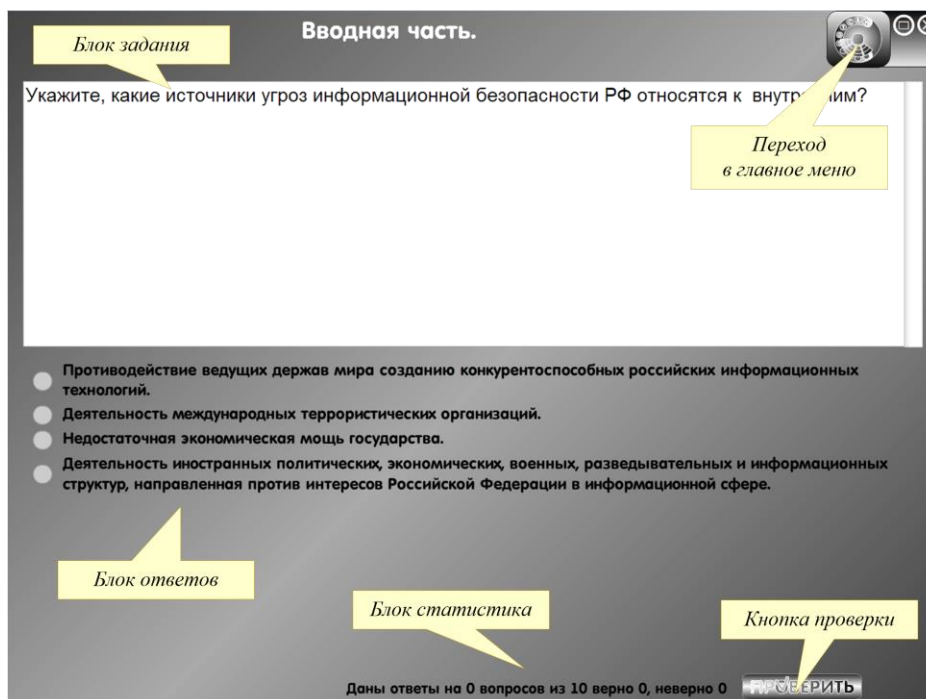 Блок задания
Вводная часть.
Укажите, какие источники угроз информационной безопасности РФ относятся к
Переход
в главное меню
Противодействие ведущих держав мира созданию конкурентоспособных российских информационных
технологий.
Деятельность международных террористических организаций.
Недостаточная экономическая мощь государства.
Деятельность иностранных политических, экономических, военных, разведывательных и информационных
структур, направленная против интересов Российской Федерации в информационной сфере.
Блок ответов
Блок статистика
Кнопка проверки
Даны ответы на 0 вопросов из 10 верно 0, неверно 0
ПРОВЕРИТЬ